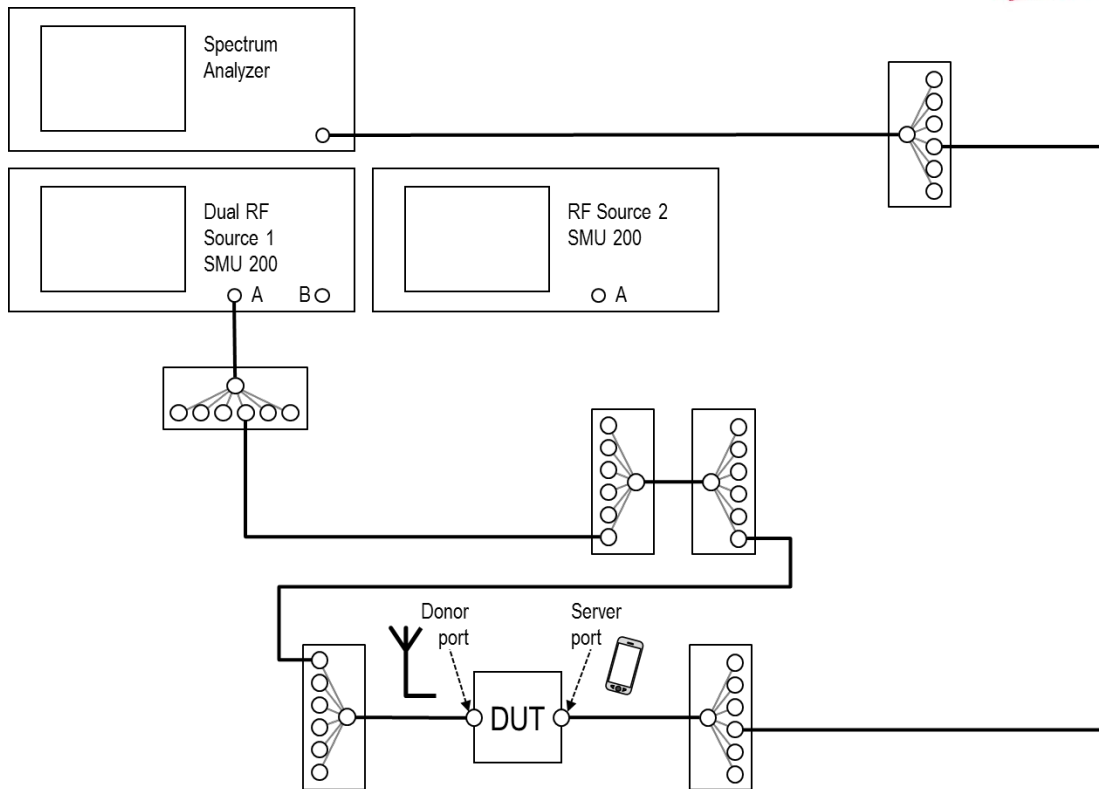 Spectrum
Analyzer
Dual RF
Source 1
SMU 200
A
B
RF Source 2
SMU 200
A
Donor
port
Server
port
DUT